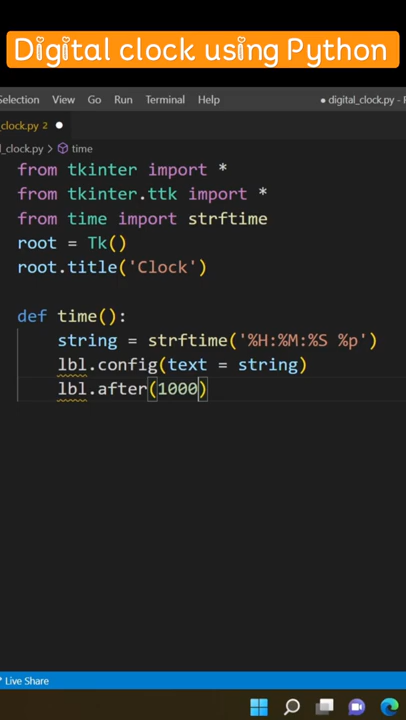 Digital clock using Python
Selection View Go Run Terminal Help ● digital_clock.py -
_clock.py 2 ●
l_clock.py > time
from tkinter import *
from tkinter.ttk import *
from time import strftime
root = Tk()
root.title('Clock')
def time():
string = strftime('%H:%M:%S %p')
lbl.config(text = string)
lbl.after(1000)
Live Share